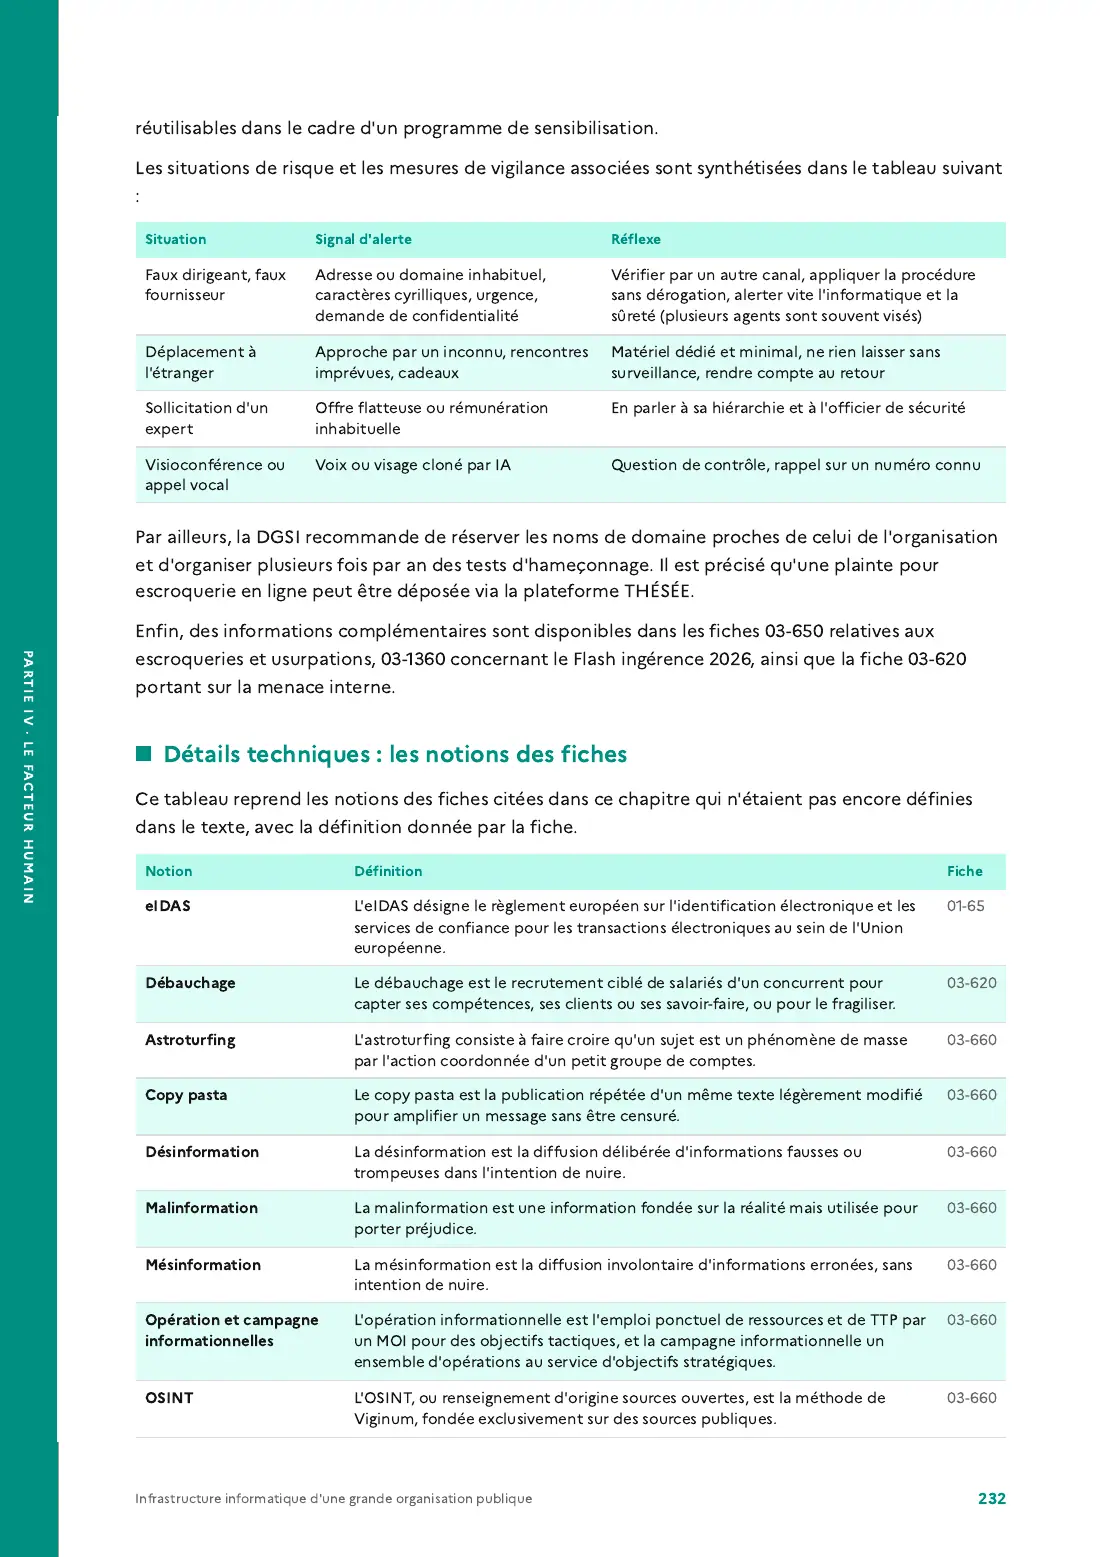 réutilisables dans le cadre d'un programme de sensibilisation.
Les situations de risque et les mesures de vigilance associées sont synthétisées dans le tableau suivant
:
Situation Signal d'alerte Réflexe
Faux dirigeant, faux fournisseur
Adresse ou domaine inhabituel, caractères cyrilliques, urgence, demande de confidentialité
Vérifier par un autre canal, appliquer la procédure sans dérogation, alerter vite l'informatique et la sûreté (plusieurs agents sont souvent visés)
Déplacement à l'étranger
Approche par un inconnu, rencontres imprévues, cadeaux
Matériel dédié et minimal, ne rien laisser sans surveillance, rendre compte au retour
Sollicitation d'un expert
Offre flatteuse ou rémunération inhabituelle
En parler à sa hiérarchie et à l'officier de sécurité
Visioconférence ou appel vocal
Voix ou visage cloné par IA
Question de contrôle, rappel sur un numéro connu
Par ailleurs, la DGSI recommande de réserver les noms de domaine proches de celui de l'organisation
et d'organiser plusieurs fois par an des tests d'hameçonnage. Il est précisé qu'une plainte pour
escroquerie en ligne peut être déposée via la plateforme THÉSÉE.
Enfin, des informations complémentaires sont disponibles dans les fiches 03-650 relatives aux
escroqueries et usurpations, 03-1360 concernant le Flash ingérence 2026, ainsi que la fiche 03-620
portant sur la menace interne.
■ Détails techniques : les notions des fiches
Ce tableau reprend les notions des fiches citées dans ce chapitre qui n'étaient pas encore définies
dans le texte, avec la définition donnée par la fiche.
Notion Définition Fiche
eIDAS
L'eIDAS désigne le règlement européen sur l'identification électronique et les
services de confiance pour les transactions électroniques au sein de l'Union
européenne.
01-65
Débauchage
Le débauchage est le recrutement ciblé de salariés d'un concurrent pour
capter ses compétences, ses clients ou ses savoir-faire, ou pour le fragiliser.
03-620
Astroturfing
L'astroturfing consiste à faire croire qu'un sujet est un phénomène de masse
par l'action coordonnée d'un petit groupe de comptes.
03-660
Copy pasta
Le copy pasta est la publication répétée d'un même texte légèrement modifié
pour amplifier un message sans être censuré.
03-660
Désinformation
La désinformation est la diffusion délibérée d'informations fausses ou
trompeuses dans l'intention de nuire.
03-660
Malinformation
La malinformation est une information fondée sur la réalité mais utilisée pour
porter préjudice.
03-660
Mésinformation
La mésinformation est la diffusion involontaire d'informations erronées, sans
intention de nuire.
03-660
Opération et campagne
informationnelles
L'opération informationnelle est l'emploi ponctuel de ressources et de TTP par
un MOI pour des objectifs tactiques, et la campagne informationnelle un
ensemble d'opérations au service d'objectifs stratégiques.
03-660
OSINT
L'OSINT, ou renseignement d'origine sources ouvertes, est la méthode de
Viginum, fondée exclusivement sur des sources publiques.
03-660
PARTIE IV · LE FACTEUR HUMAIN
Infrastructure informatique d'une grande organisation publique
232